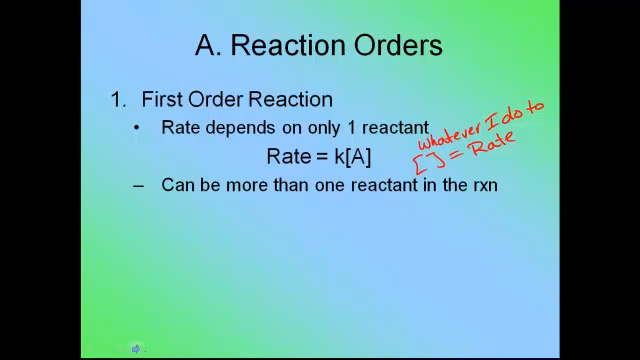 A. Reaction Orders
1. First Order Reaction
• Rate depends on only 1 reactant
Rate = k[A]
– Can be more than one reactant in the rxn
whatever I do to
[ ] = Rate